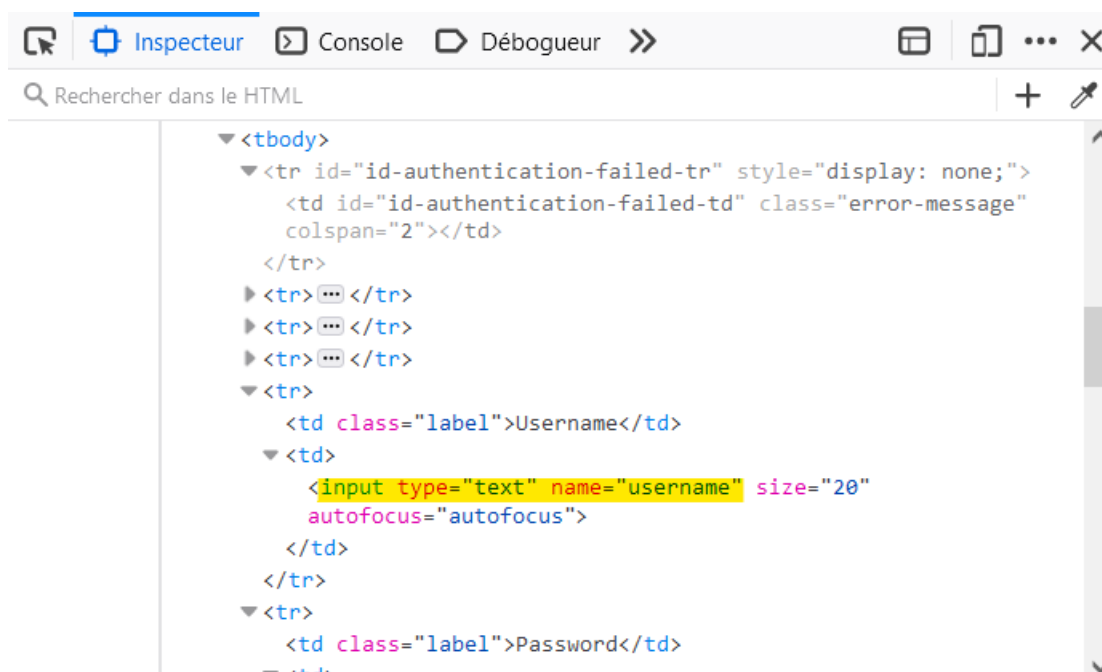 Inspecteur Console Débogueur
Rechercher dans le HTML
<tbody>
<tr id="id-authentication-failed-tr" style="display: none;">
<td id="id-authentication-failed-td" class="error-message"
colspan="2"></td>
</tr>
<tr> ••• </tr>
<tr> ••• </tr>
<tr> ••• </tr>
<tr>
<td class="label">Username</td>
<td>
<input type="text" name="username" size="20"
autofocus="autofocus">
</td>
</tr>
<tr>
<td class="label">Password</td>